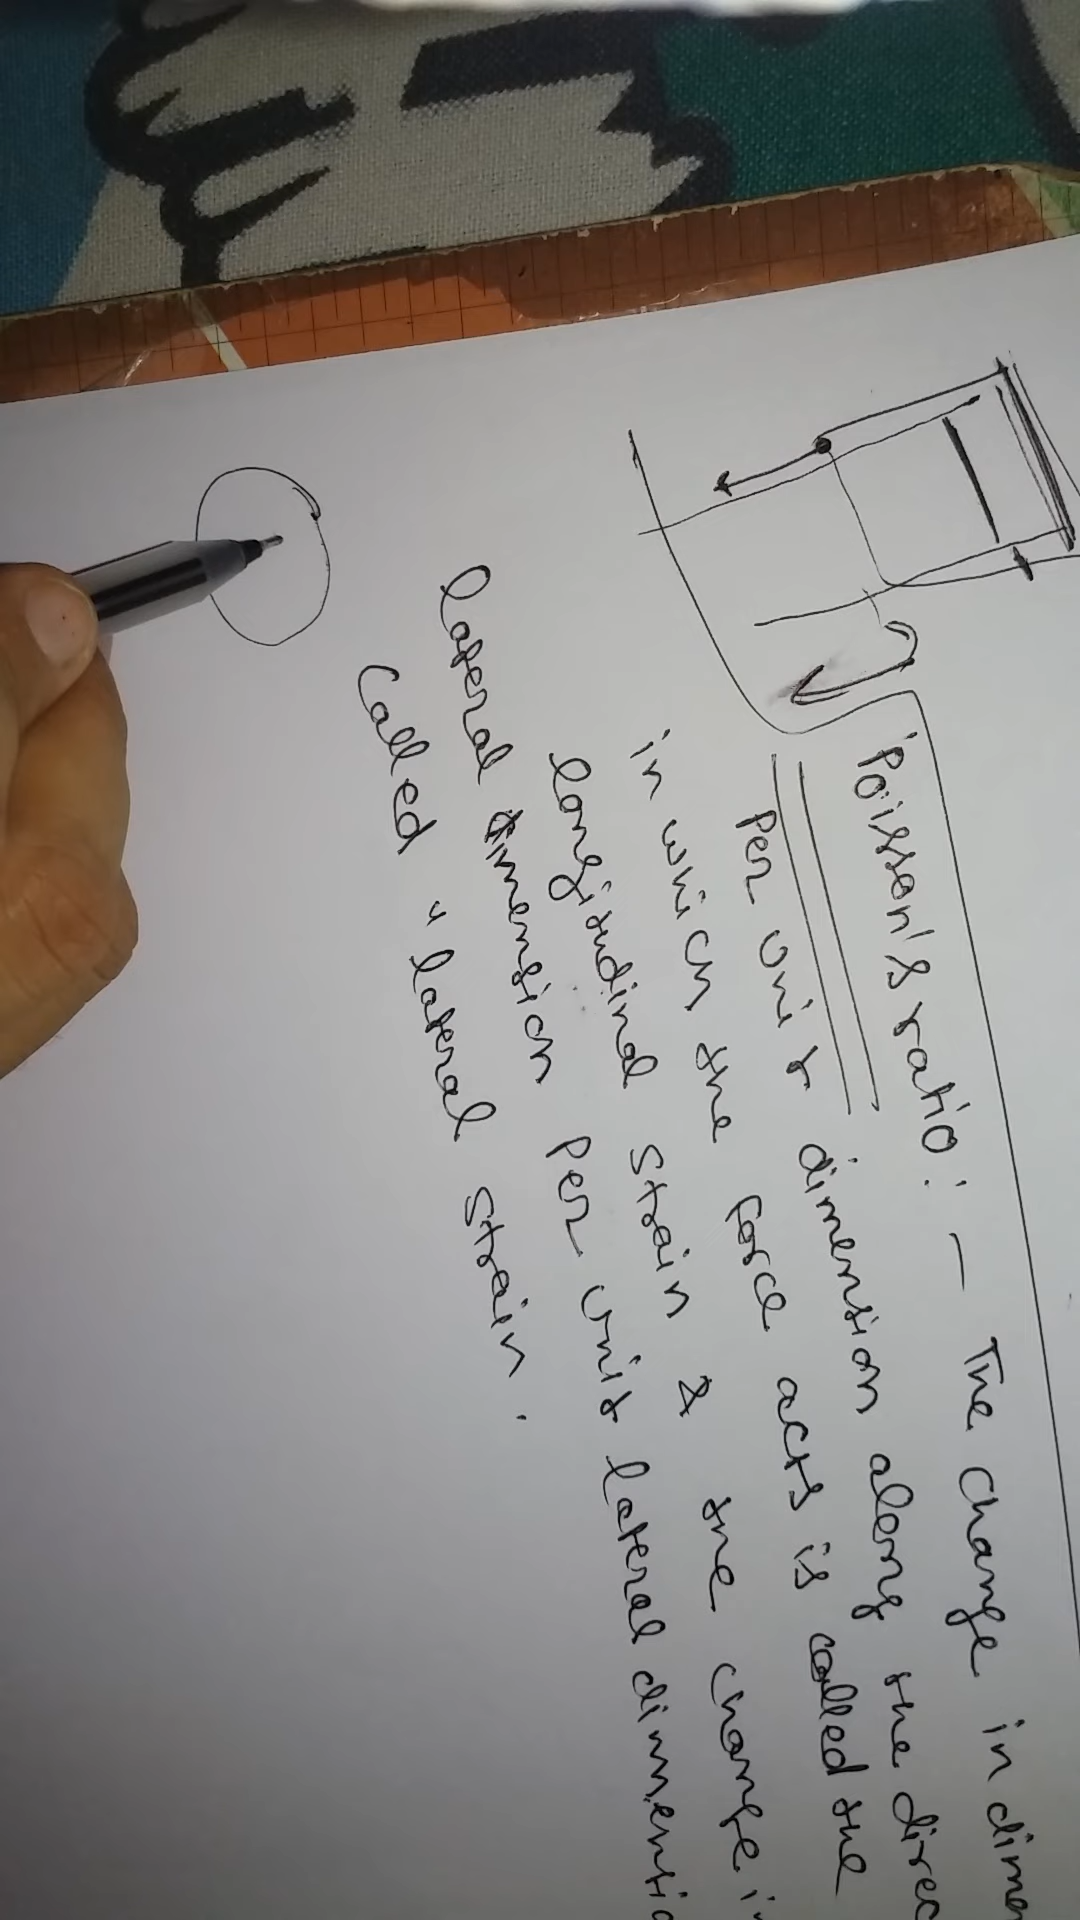 Poisson's ratio: - The change in dime
per unit dimension along the direc
in which the force acts is called the
longitudinal strain & the change in
lateral dimension per unit lateral dimensio
called " lateral strain.